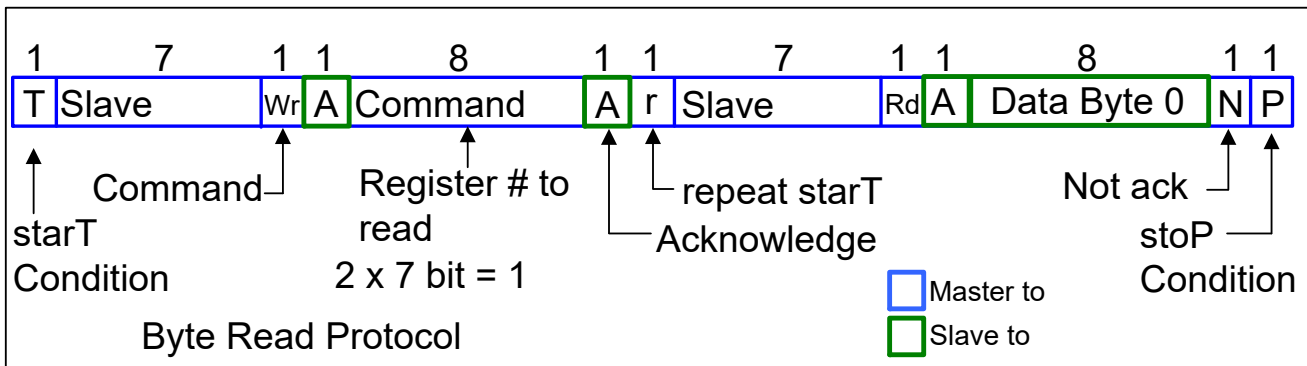 1 7 1 1 8 1 1 7 1 1 8 1 1
T Slave Wr A Command A r Slave Rd A Data Byte 0 N P
Command
Register # to
read
2 x 7 bit = 1
repeat starT
Acknowledge
Not ack
starT
Condition
stoP
Condition
Master to
Slave to
Byte Read Protocol